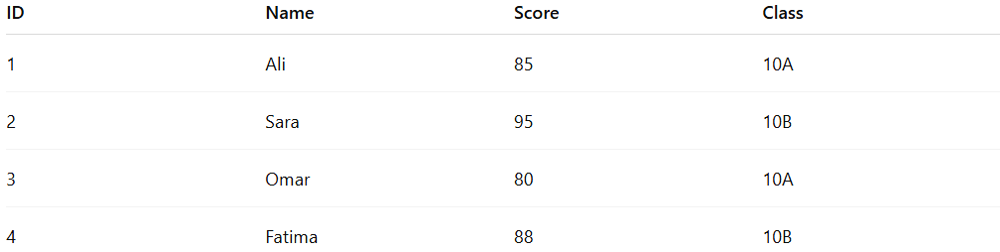 ID Name Score Class
1 Ali 85 10A
2 Sara 95 10B
3 Omar 80 10A
4 Fatima 88 10B